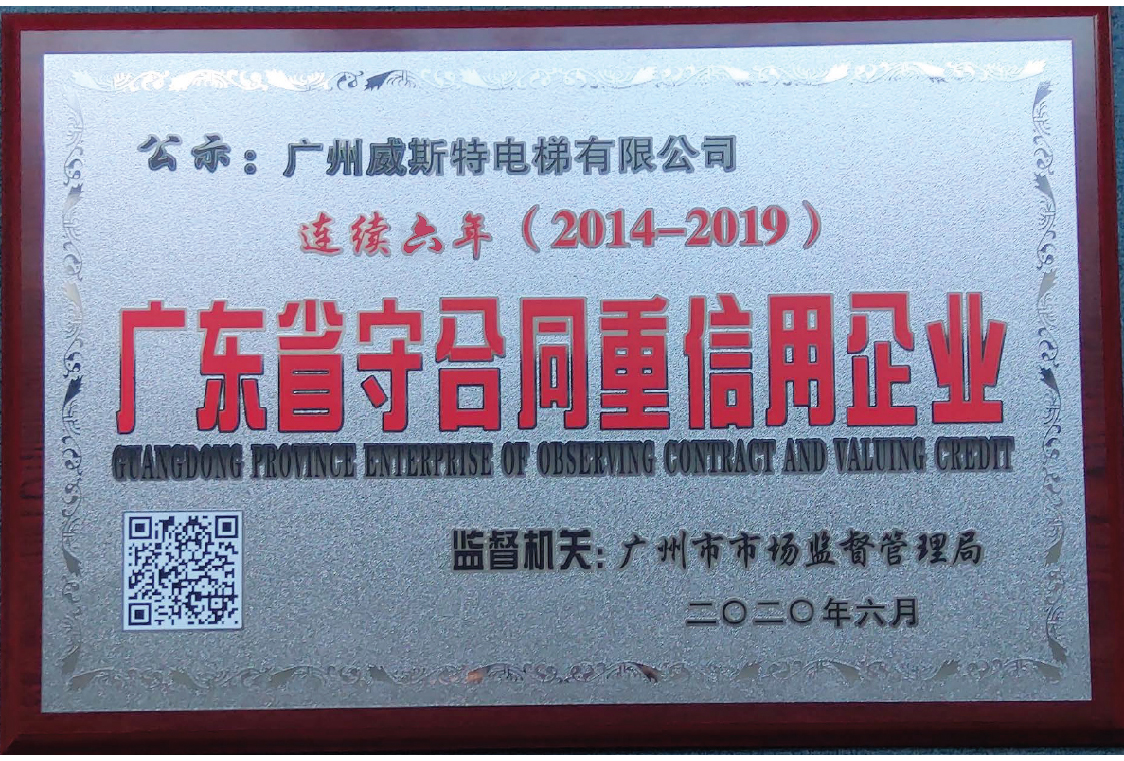 公示：广州威斯特电梯有限公司
连续六年（2014-2019）
广东省守合同重信用企业
GUANGDONG PROVINCE ENTERPRISE OF OBSERVING CONTRACT AND VALUING CREDIT
监督机关：广州市市场监督管理局
二〇二〇年六月